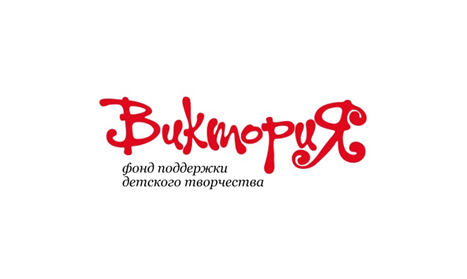 ВикториЯ
фонд поддержки
детского творчества